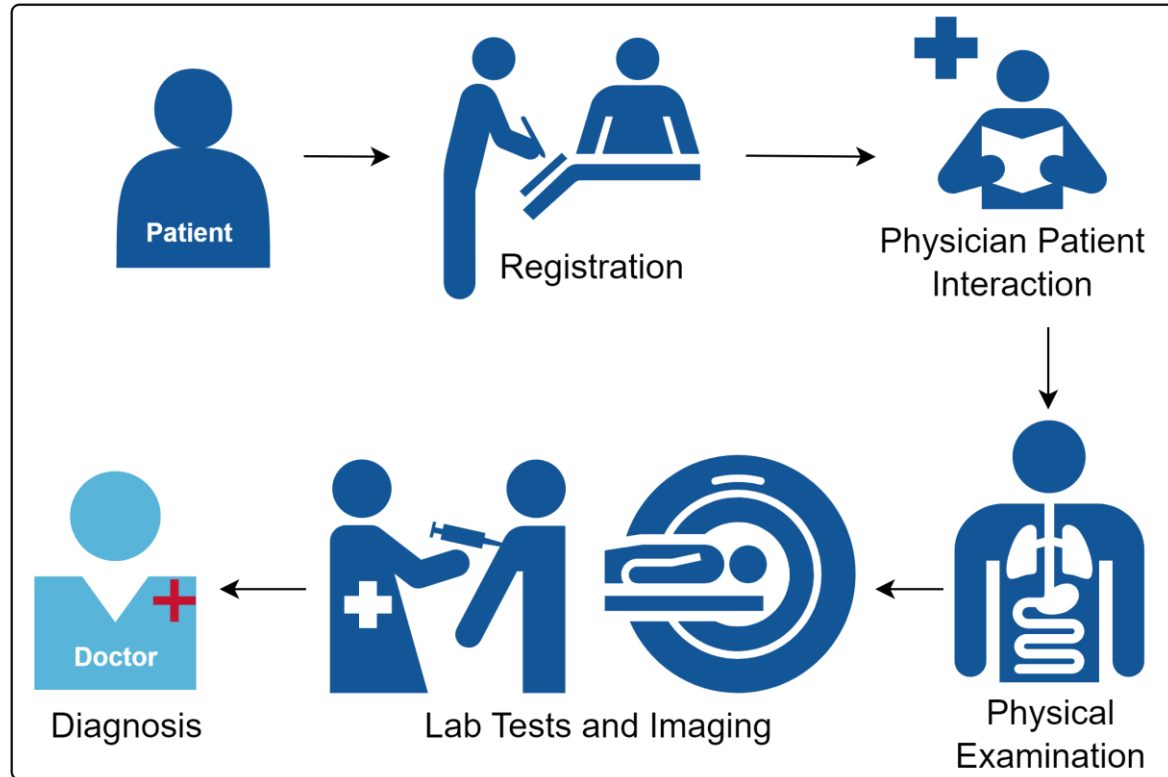 Patient
Registration
Physician Patient
Interaction
Physical
Examination
Lab Tests and Imaging
Doctor
Diagnosis